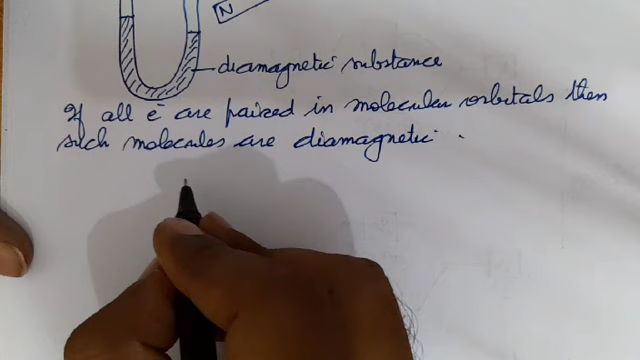 N
diamagnetic substance
If all e⁻ are paired in molecular orbitals then
such molecules are diamagnetic .